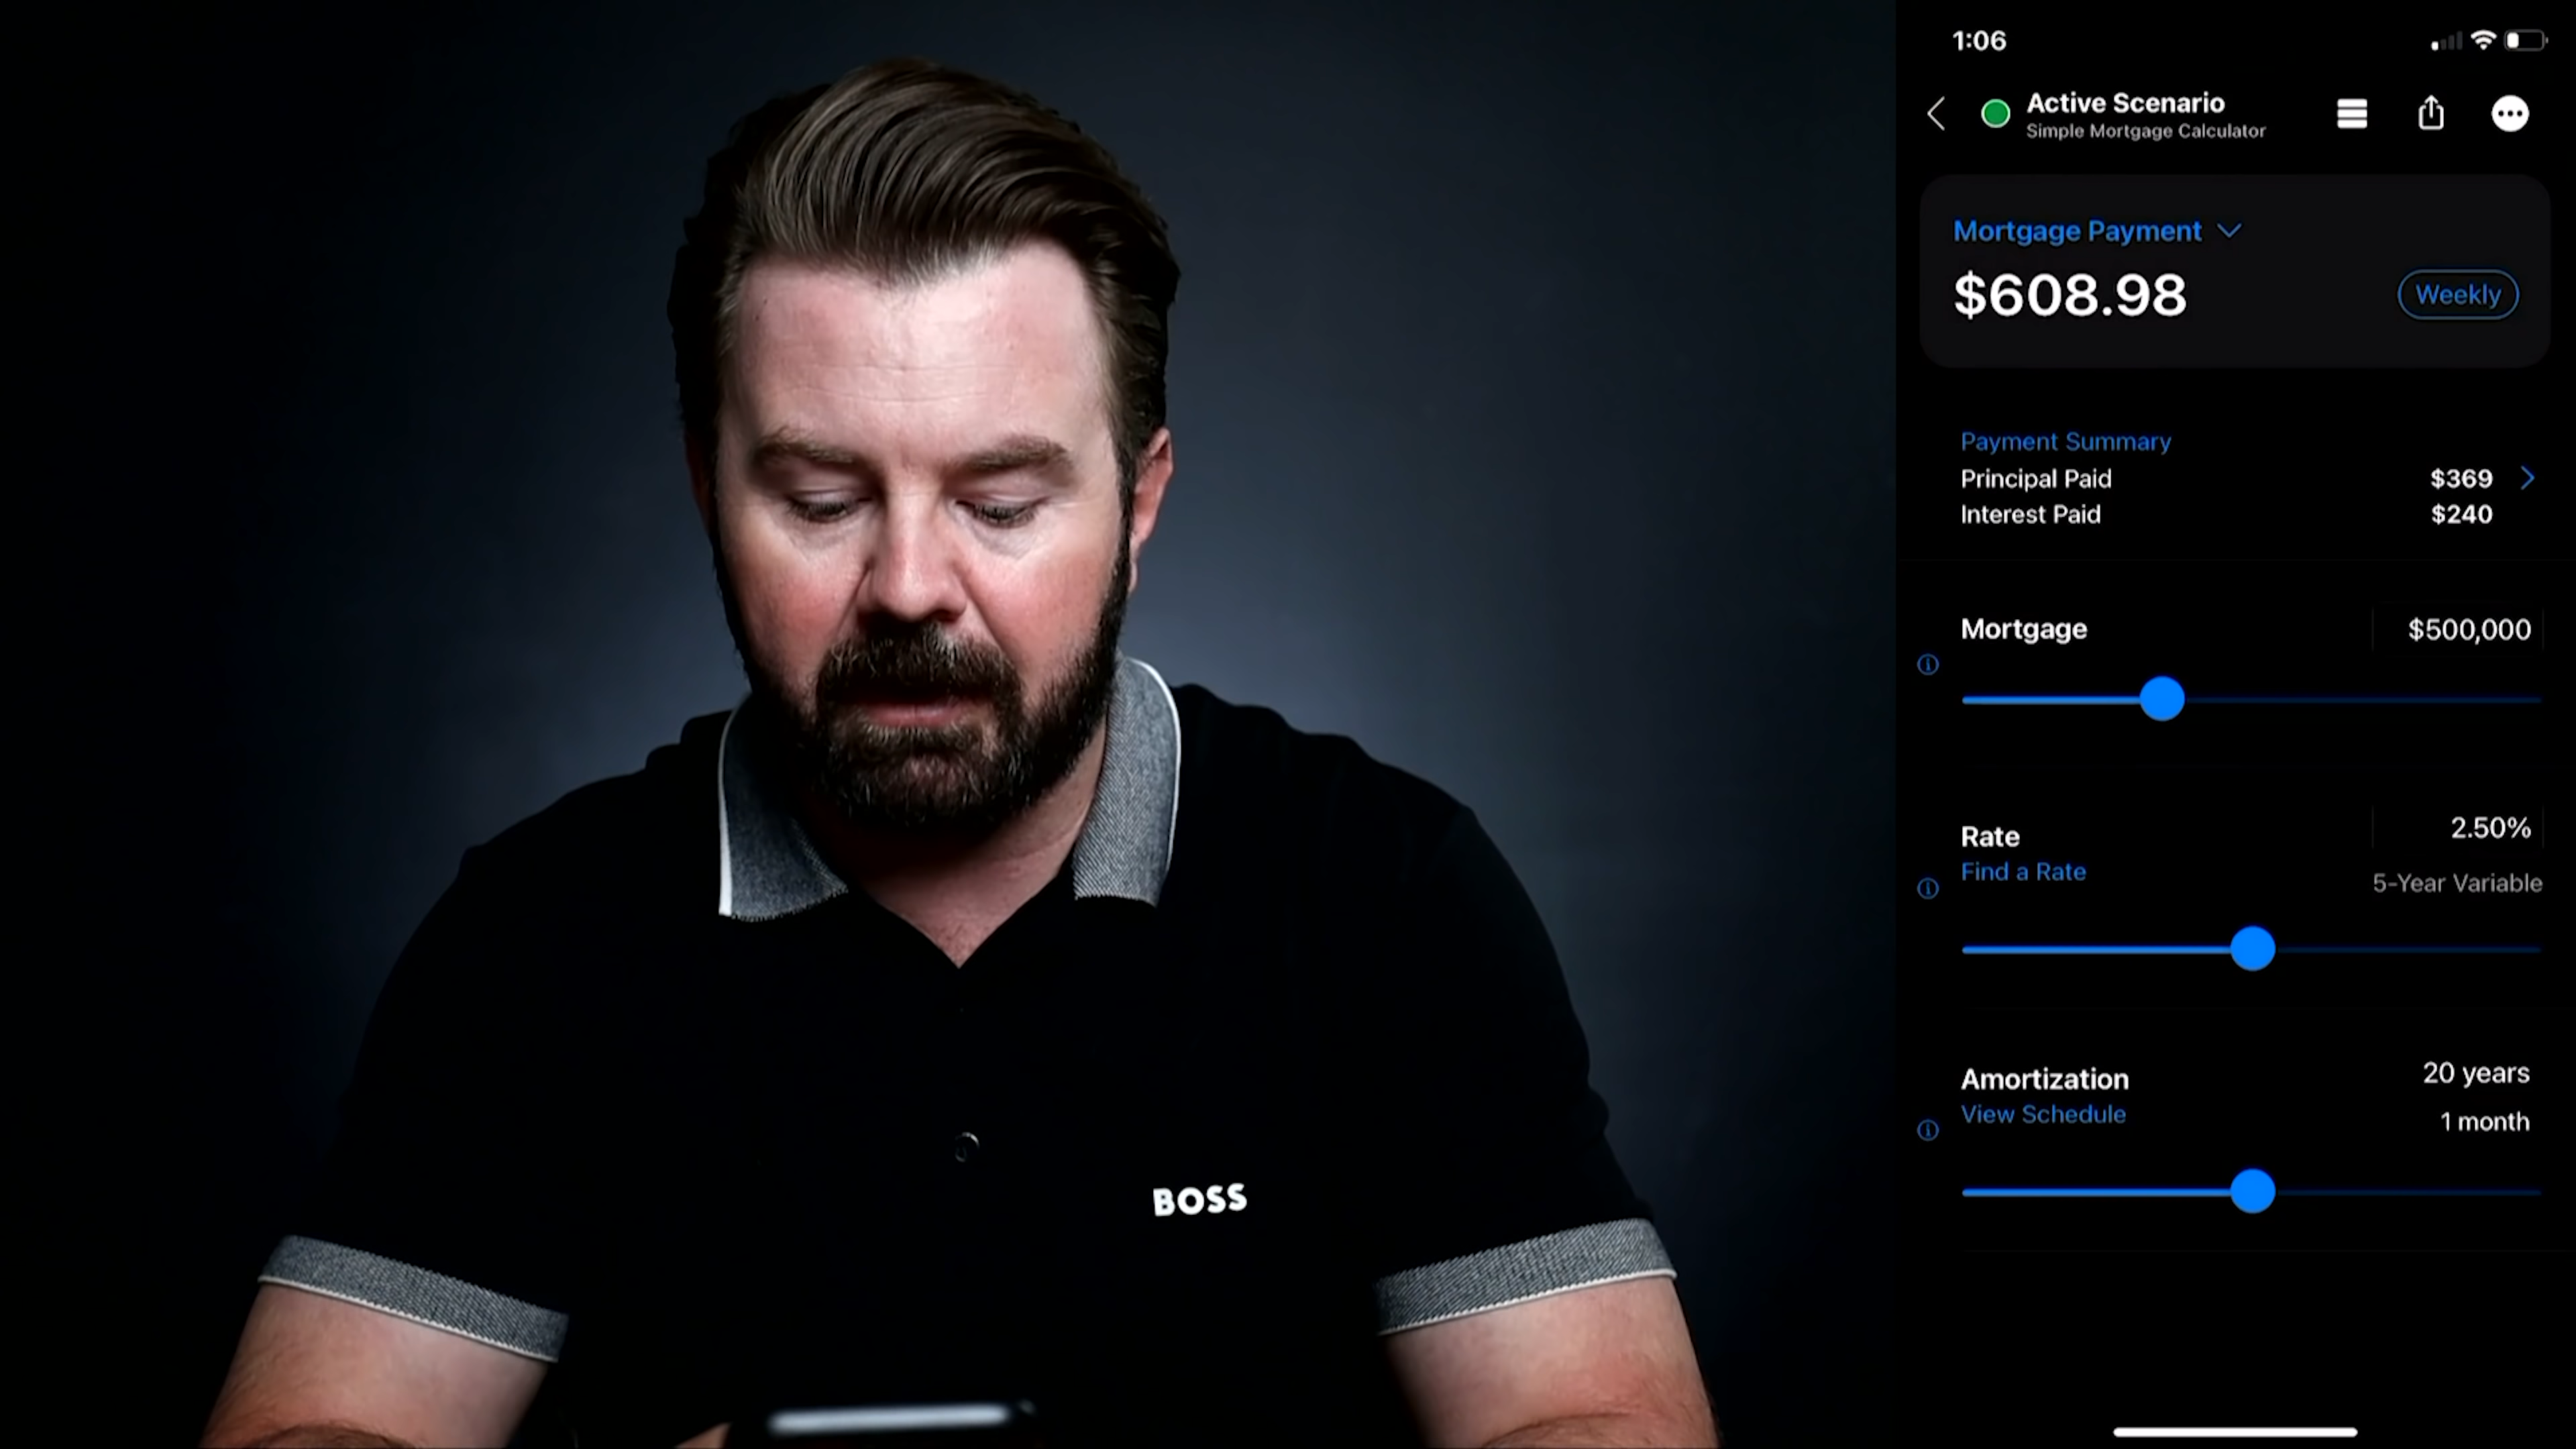 BOSS
1:06
Active Scenario
Simple Mortgage Calculator
Mortgage Payment
$608.98
Weekly
Payment Summary
Principal Paid
$369
Interest Paid
$240
Mortgage
$500,000
Rate
2.50%
Find a Rate
5-Year Variable
Amortization
20 years
View Schedule
1 month